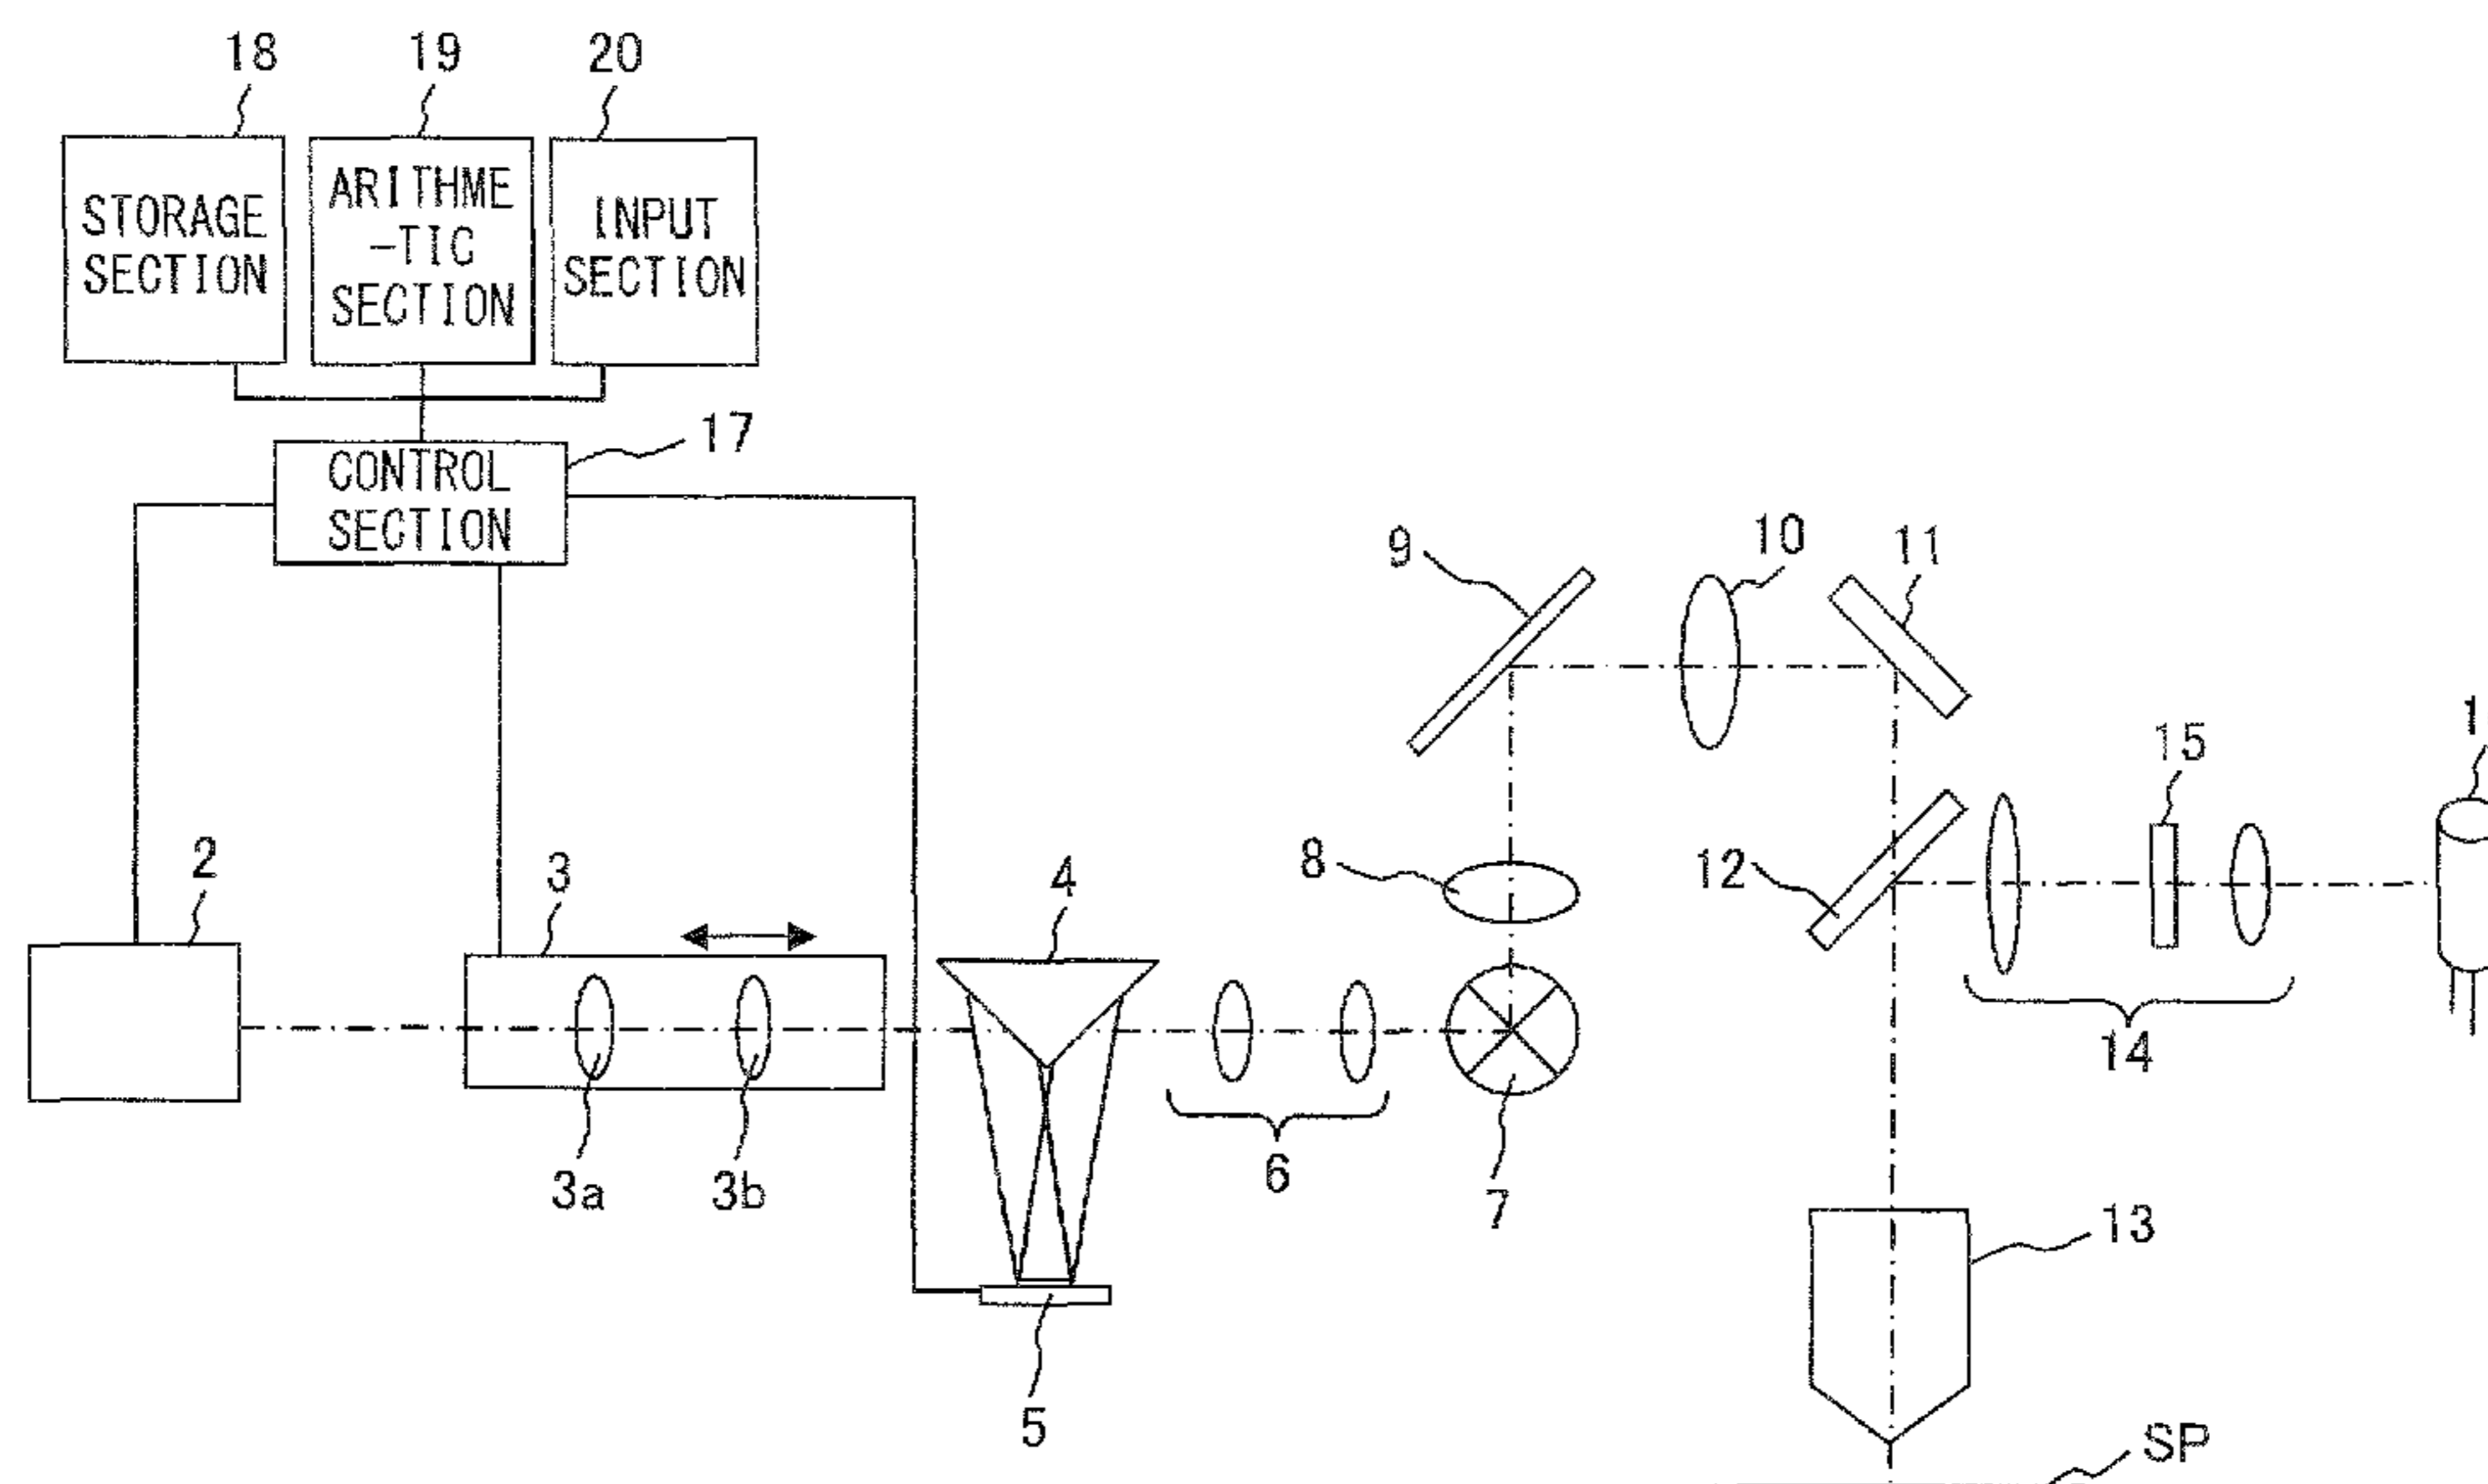 18
19
20
STORAGE
SECTION
ARITHME
-TIC
SECTION
INPUT
SECTION
17
CONTROL
SECTION
9
10
11
15
1
2
3
4
8
12
14
3a
3b
6
7
13
5
SP